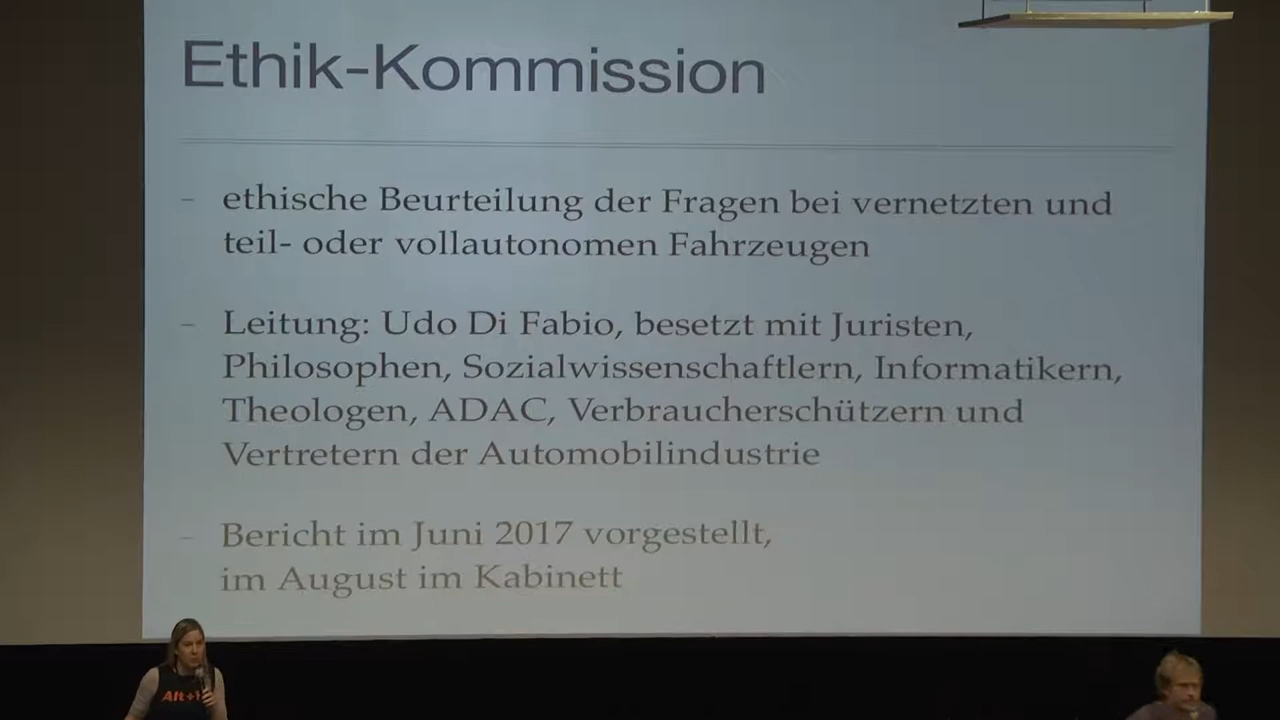 Ethik-Kommission
– ethische Beurteilung der Fragen bei vernetzten und
teil- oder vollautonomen Fahrzeugen
– Leitung: Udo Di Fabio, besetzt mit Juristen,
Philosophen, Sozialwissenschaftlern, Informatikern,
Theologen, ADAC, Verbraucherschützern und
Vertretern der Automobilindustrie
– Bericht im Juni 2017 vorgestellt,
im August im Kabinett